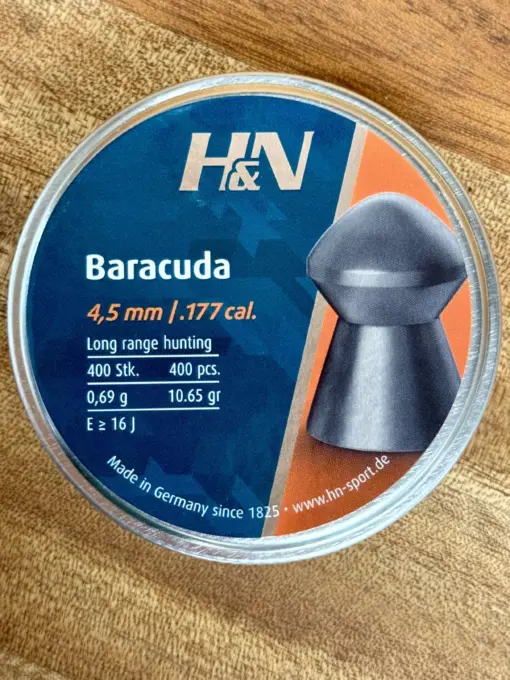 H&N
Baracuda
4,5 mm / .177 cal.
Long range hunting
400 Stk. 400 pcs.
0,69 g 10.65 gr
E ≥ 16 J
Made in Germany since 1825 • www.hn-sport.de